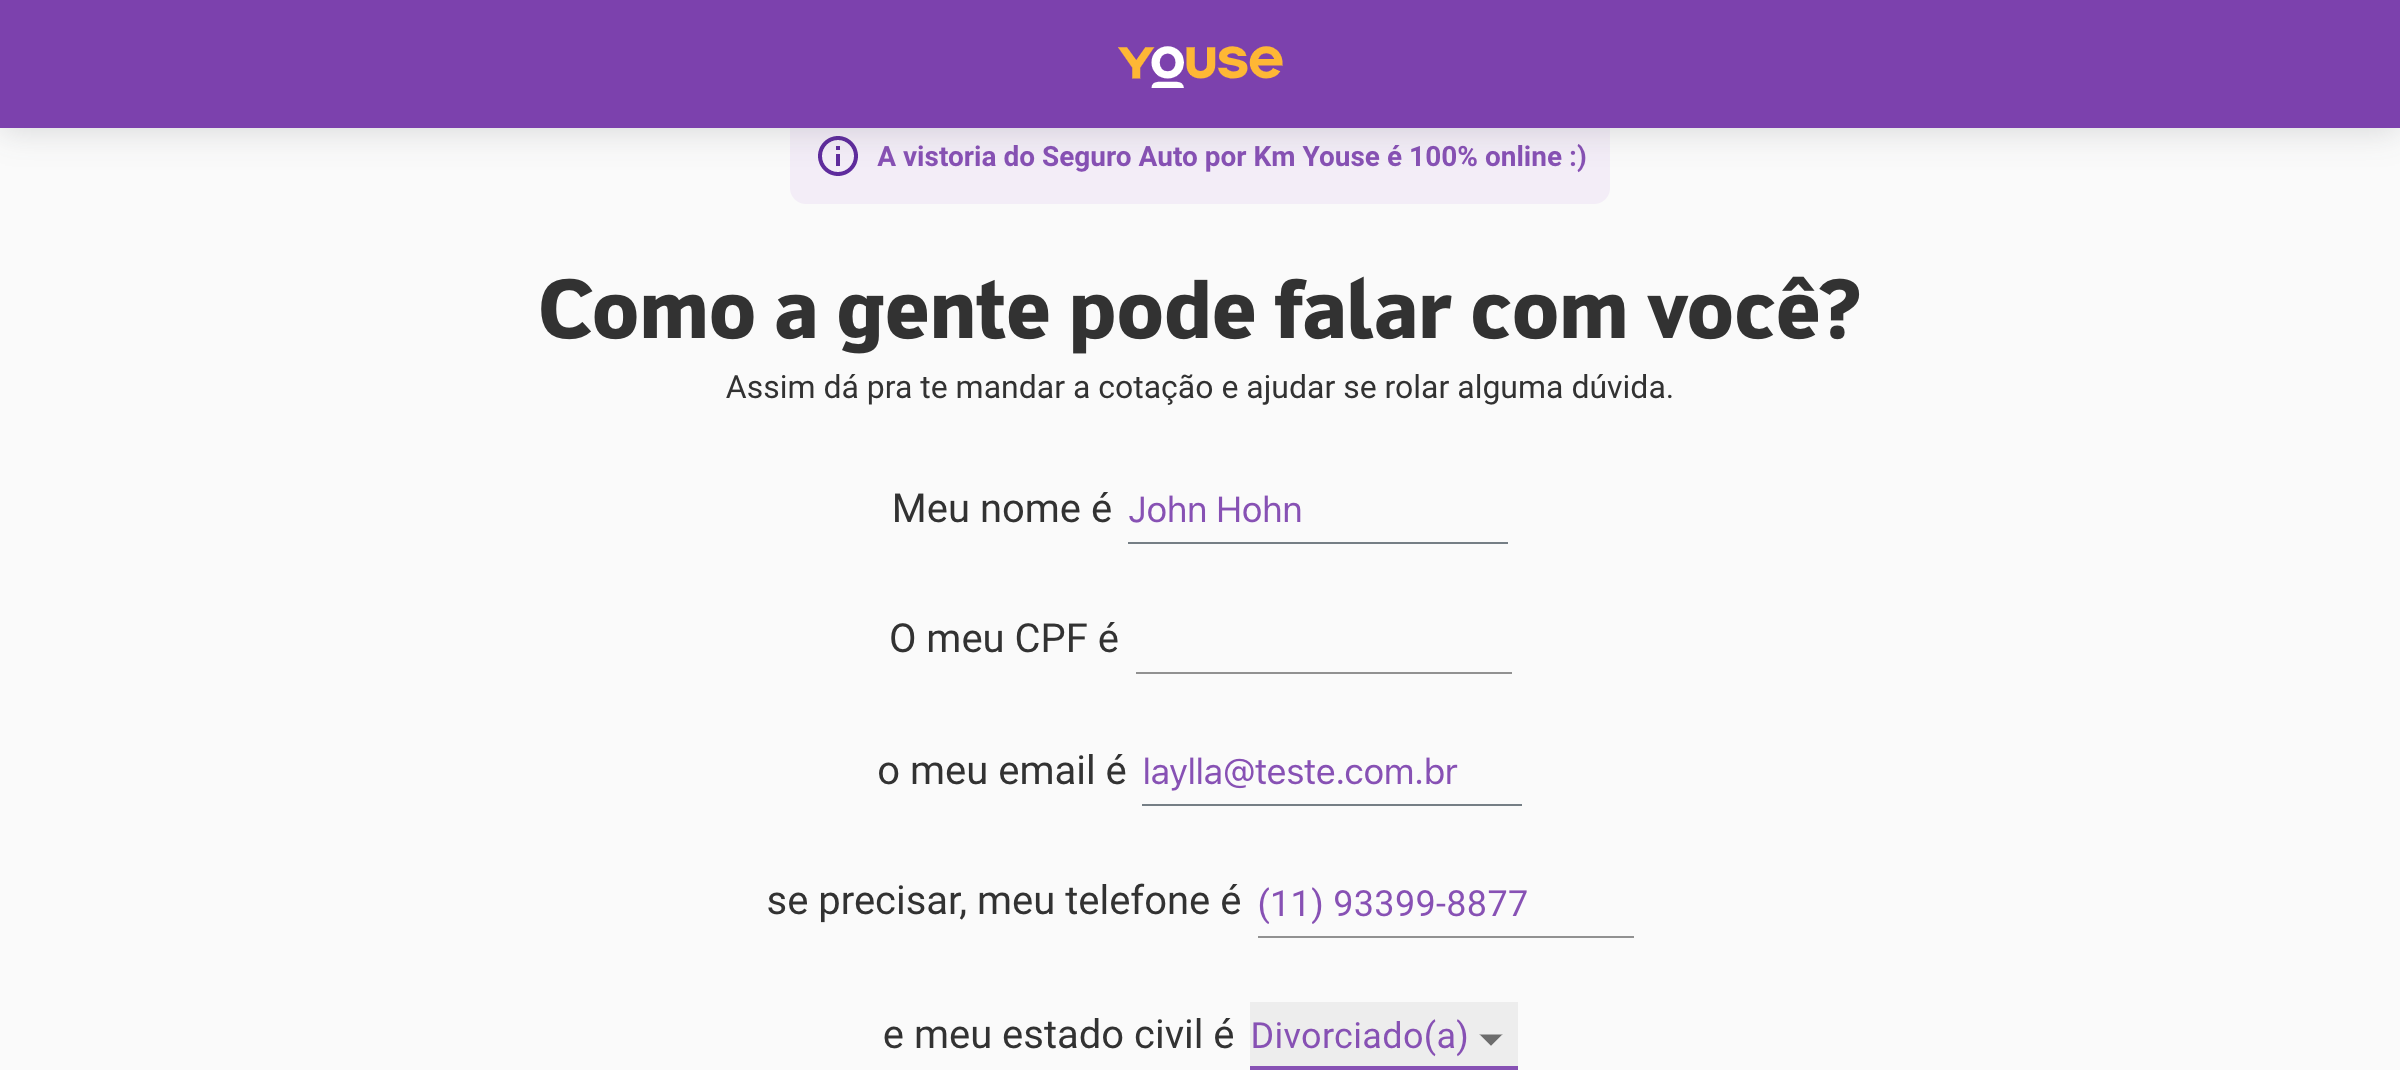 YOUSE
A vistoria do Seguro Auto por Km Youse é 100% online :)
Como a gente pode falar com você?
Assim dá pra te mandar a cotação e ajudar se rolar alguma dúvida.
Meu nome é John Hohn
O meu CPF é
o meu email é laylla@teste.com.br
se precisar, meu telefone é (11) 93399-8877
e meu estado civil é Divorciado(a)